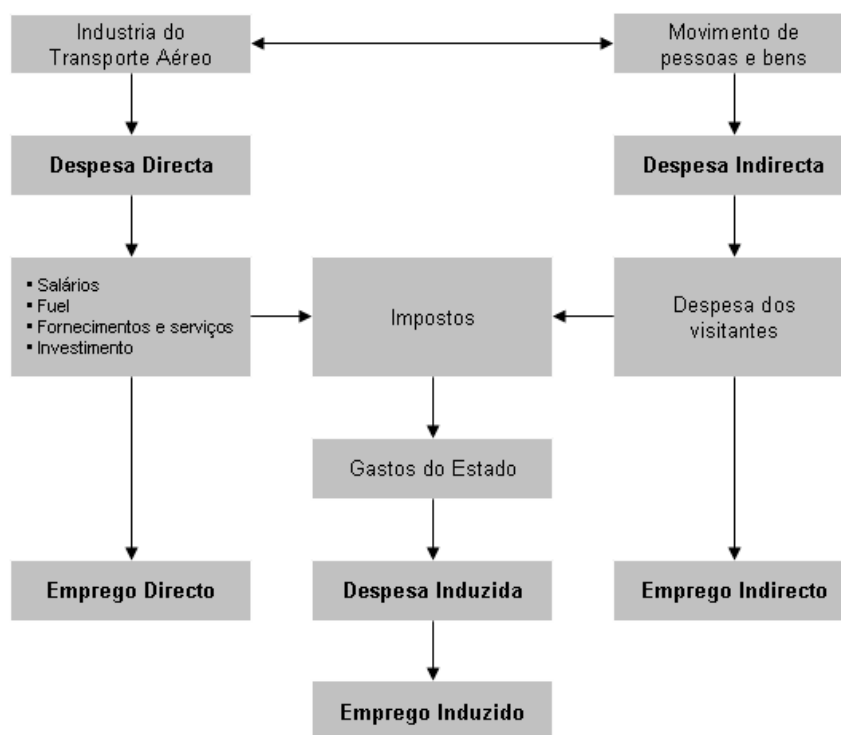 Industria do
Transporte Aéreo
Movimento de
pessoas e bens
Despesa Directa
Despesa Indirecta
▪ Salários
▪ Fuel
▪ Fornecimentos e serviços
▪ Investimento
Impostos
Despesa dos
visitantes
Gastos do Estado
Emprego Directo
Despesa Induzida
Emprego Indirecto
Emprego Induzido